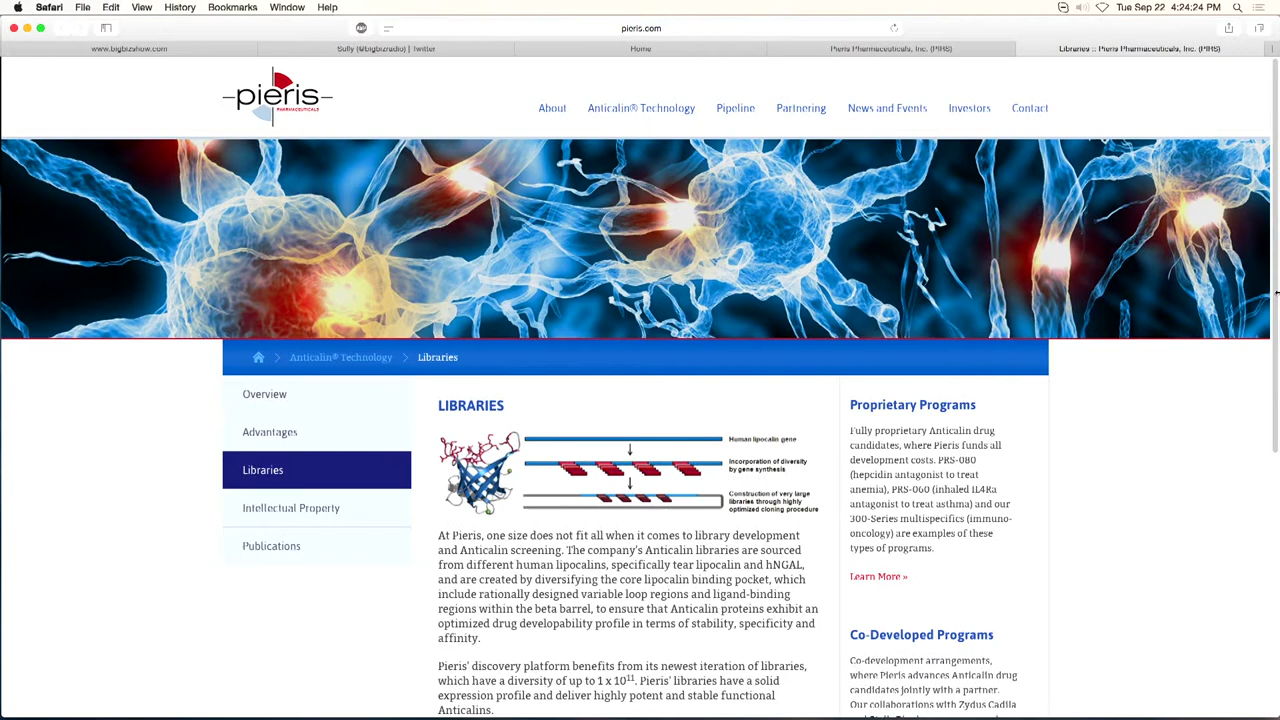 Safari File Edit View History Bookmarks Window Help Tue Sep 22 4:24:24 PM
pieris.com
www.bigbizshow.com Sully (@bigbizradio) | Twitter Home Pieris Pharmaceuticals, Inc. (PIRS) Libraries :: Pieris Pharmaceuticals, Inc. (PIRS)
pieris
PHARMACEUTICALS
About Anticalin® Technology Pipeline Partnering News and Events Investors Contact
Anticalin® Technology Libraries
Overview
Advantages
Libraries
Intellectual Property
Publications
LIBRARIES
Human lipocalin gene
Incorporation of diversity
by gene synthesis
Construction of very large
libraries through highly
optimized cloning procedure
At Pieris, one size does not fit all when it comes to library development
and Anticalin screening. The company's Anticalin libraries are sourced
from different human lipocalins, specifically tear lipocalin and hNGAL,
and are created by diversifying the core lipocalin binding pocket, which
include rationally designed variable loop regions and ligand-binding
regions within the beta barrel, to ensure that Anticalin proteins exhibit an
optimized drug developability profile in terms of stability, specificity and
affinity.
Pieris' discovery platform benefits from its newest iteration of libraries,
which have a diversity of up to 1 x 10¹¹. Pieris' libraries have a solid
expression profile and deliver highly potent and stable functional
Anticalins.
Proprietary Programs
Fully proprietary Anticalin drug
candidates, where Pieris funds all
development costs. PRS-080
(hepcidin antagonist to treat
anemia), PRS-060 (inhaled IL4Ra
antagonist to treat asthma) and our
300-Series multispecifics (immuno-
oncology) are examples of these
types of programs.
Learn More »
Co-Developed Programs
Co-development arrangements,
where Pieris advances Anticalin drug
candidates jointly with a partner.
Our collaborations with Zydus Cadila